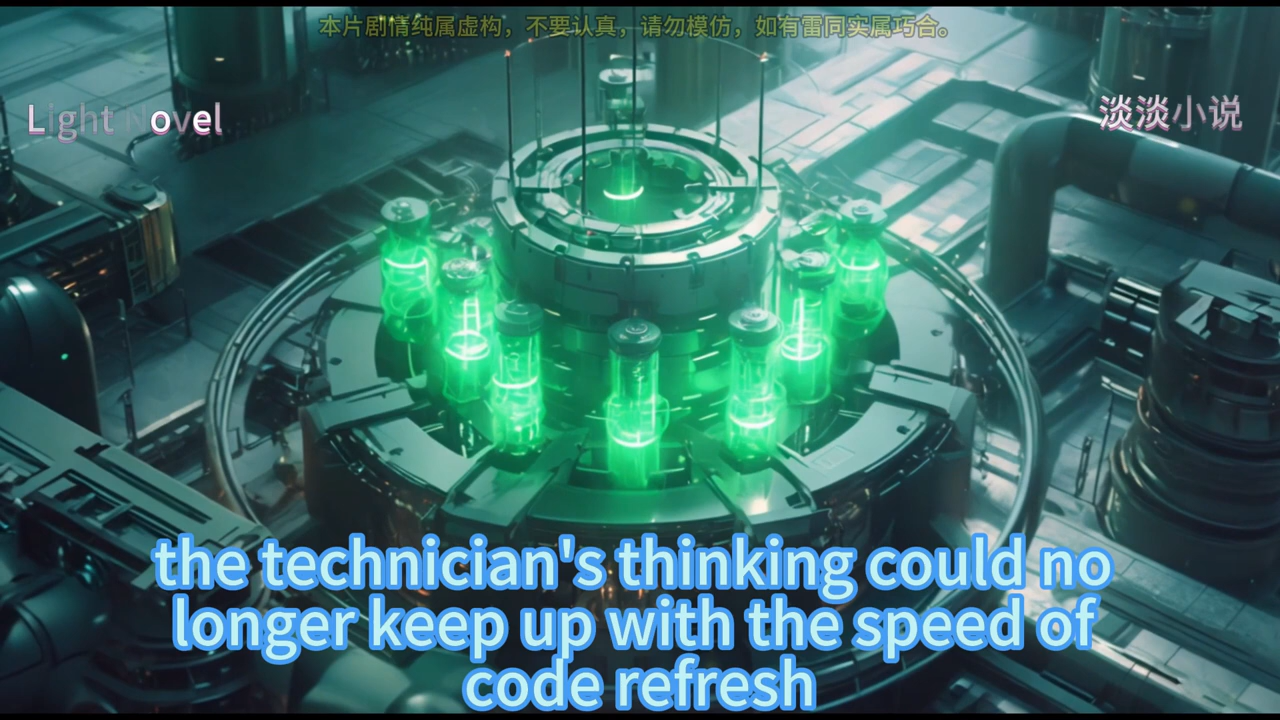 本片剧情纯属虚构，不要认真，请勿模仿，如有雷同实属巧合。
Light Novel
淡淡小说
the technician's thinking could no
longer keep up with the speed of
code refresh